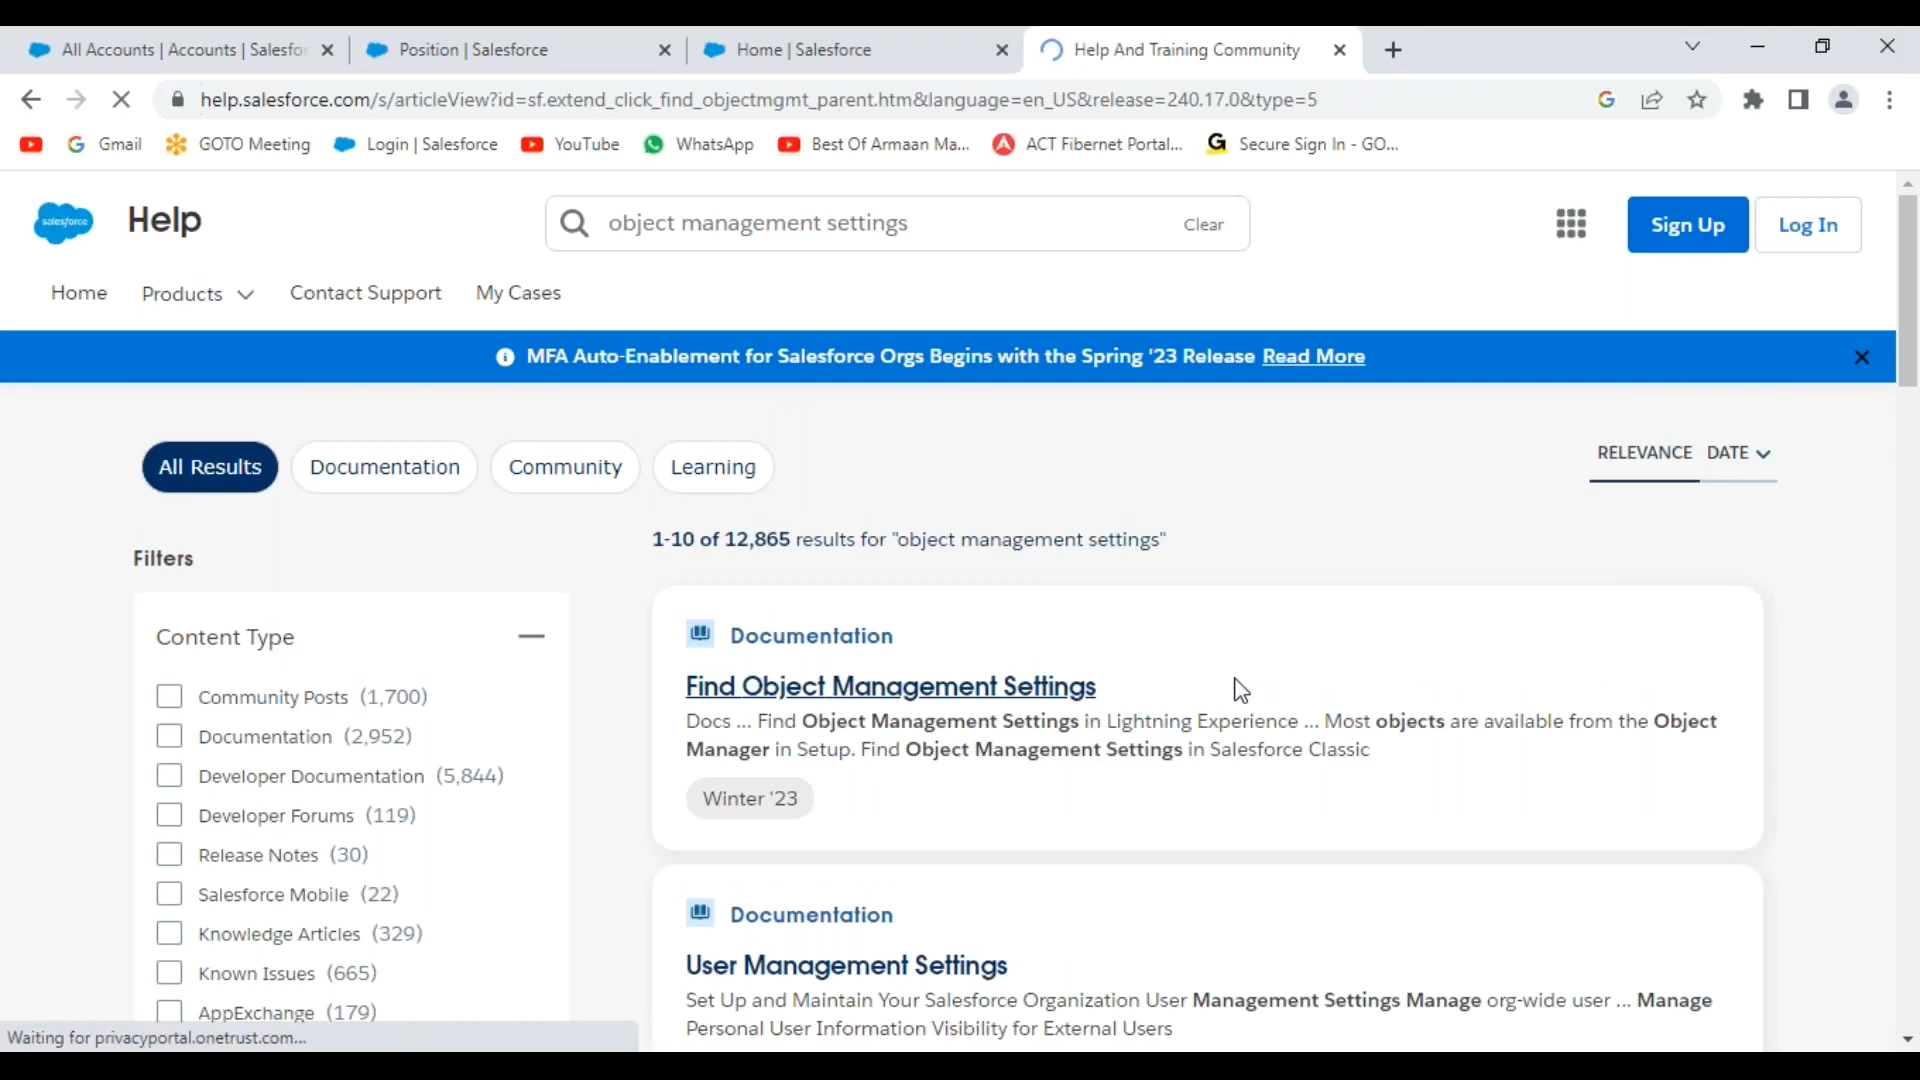 All Accounts | Accounts | Salesfor
Position | Salesforce
Home | Salesforce
Help And Training Community
help.salesforce.com/s/articleView?id=sf.extend_click_find_objectmgmt_parent.htm&language=en_US&release=240.17.0&type=5
Gmail
GOTO Meeting
Login | Salesforce
YouTube
WhatsApp
Best Of Armaan Ma...
ACT Fibernet Portal...
Secure Sign In - GO...
salesforce
Help
object management settings
Clear
Sign Up
Log In
Home
Products
Contact Support
My Cases
MFA Auto-Enablement for Salesforce Orgs Begins with the Spring '23 Release Read More
All Results
Documentation
Community
Learning
RELEVANCE
DATE
1-10 of 12,865 results for "object management settings"
Filters
Content Type
Community Posts (1,700)
Documentation (2,952)
Developer Documentation (5,844)
Developer Forums (119)
Release Notes (30)
Salesforce Mobile (22)
Knowledge Articles (329)
Known Issues (665)
AppExchange (179)
Documentation
Find Object Management Settings
Docs ... Find Object Management Settings in Lightning Experience ... Most objects are available from the Object
Manager in Setup. Find Object Management Settings in Salesforce Classic
Winter '23
Documentation
User Management Settings
Set Up and Maintain Your Salesforce Organization User Management Settings Manage org-wide user ... Manage
Personal User Information Visibility for External Users
Waiting for privacyportal.onetrust.com...